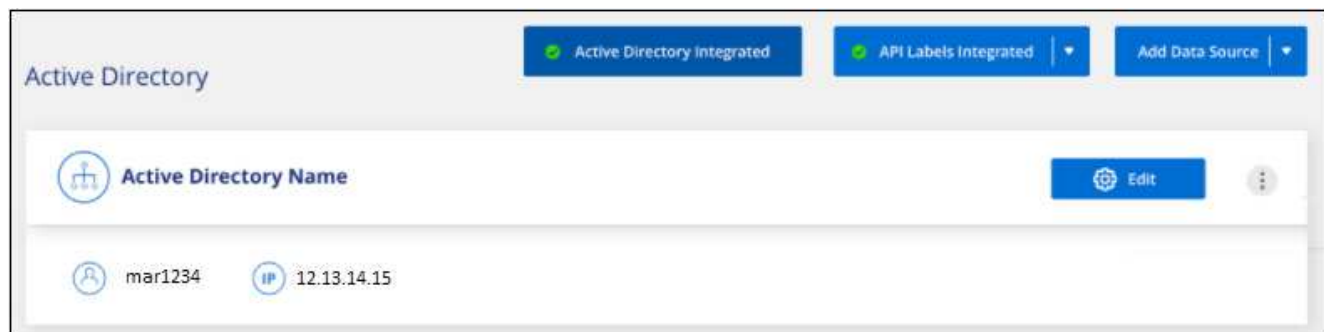 Active Directory Integrated
API Labels Integrated
Add Data Source
Active Directory
Active Directory Name
Edit
mar1234
IP
12.13.14.15